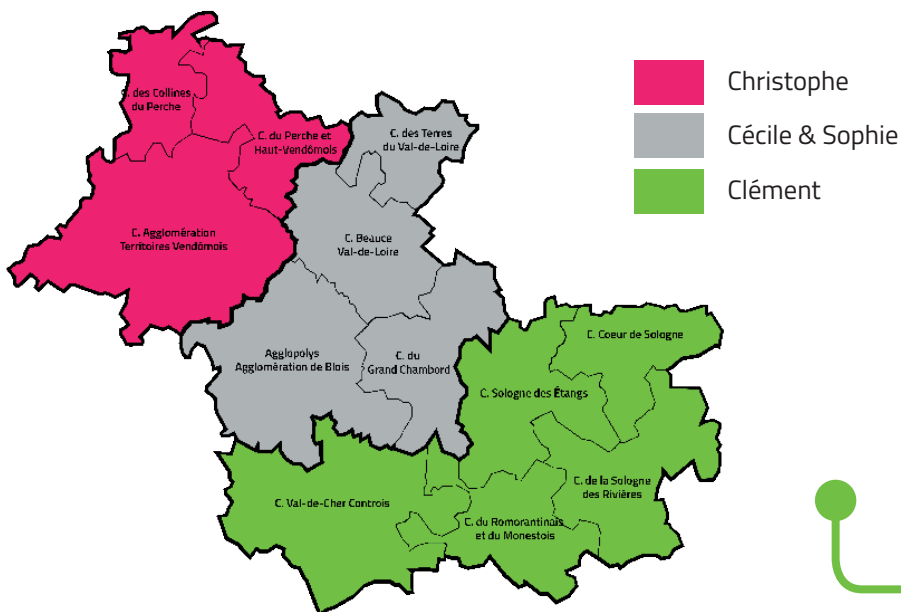 C. des Collines
du Perche
C. du Perche et
Haut-Vendômois
C. des Terres
du Val-de-Loire
C. Agglomération
Territoires Vendômois
C. Beauce
Val-de-Loire
Agglopolys
Agglomération de Blois
C. du
Grand Chambord
C. Coeur de Sologne
C. Sologne des Étangs
C. Val-de-Cher Controis
C. de la Sologne
des Rivières
C. du Romorantinais
et du Monestois
Christophe
Cécile & Sophie
Clément